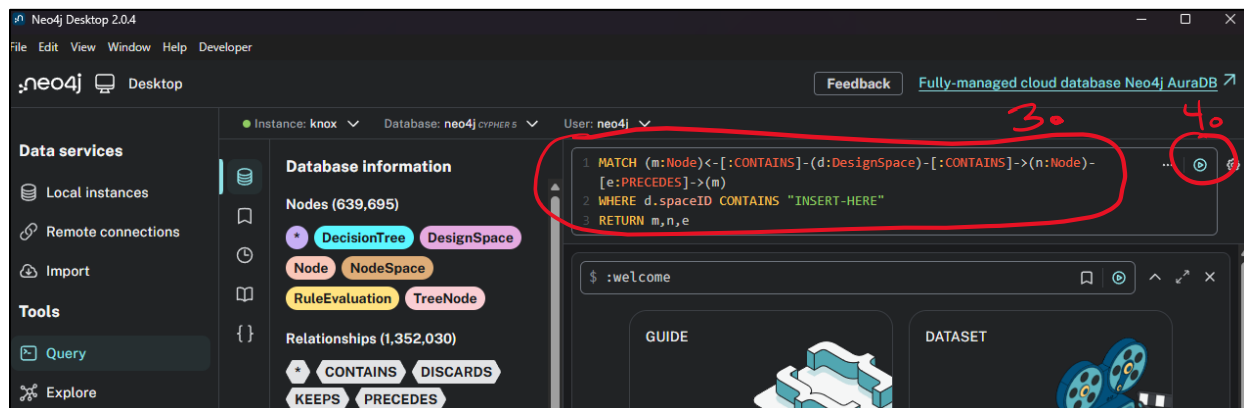 Neo4j Desktop 2.0.4
File Edit View Window Help Developer
neo4j Desktop
Feedback
Fully-managed cloud database Neo4j AuraDB
Instance: knox
Database: neo4j CYPHER 5
User: neo4j
3.
4.
Data services
Local instances
Remote connections
Import
Tools
Query
Explore
Database information
Nodes (639,695)
* DecisionTree DesignSpace
Node NodeSpace
RuleEvaluation TreeNode
Relationships (1,352,030)
* CONTAINS DISCARDS
KEEPS PRECEDES
1 MATCH (m:Node)<-[:CONTAINS]-(d:DesignSpace)-[:CONTAINS]->(n:Node)-
[e:PRECEDES]->(m)
2 WHERE d.spaceID CONTAINS "INSERT-HERE"
3 RETURN m,n,e
$ :welcome
GUIDE
DATASET